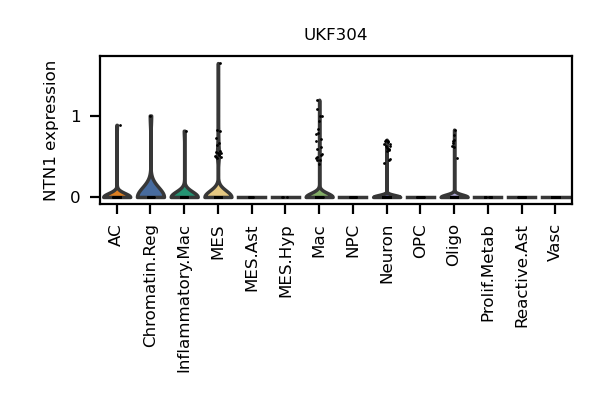 UKF304
NTN1 expression
1
0
AC
Chromatin.Reg
Inflammatory.Mac
MES
MES.Ast
MES.Hyp
Mac
NPC
Neuron
OPC
Oligo
Prolif.Metab
Reactive.Ast
Vasc